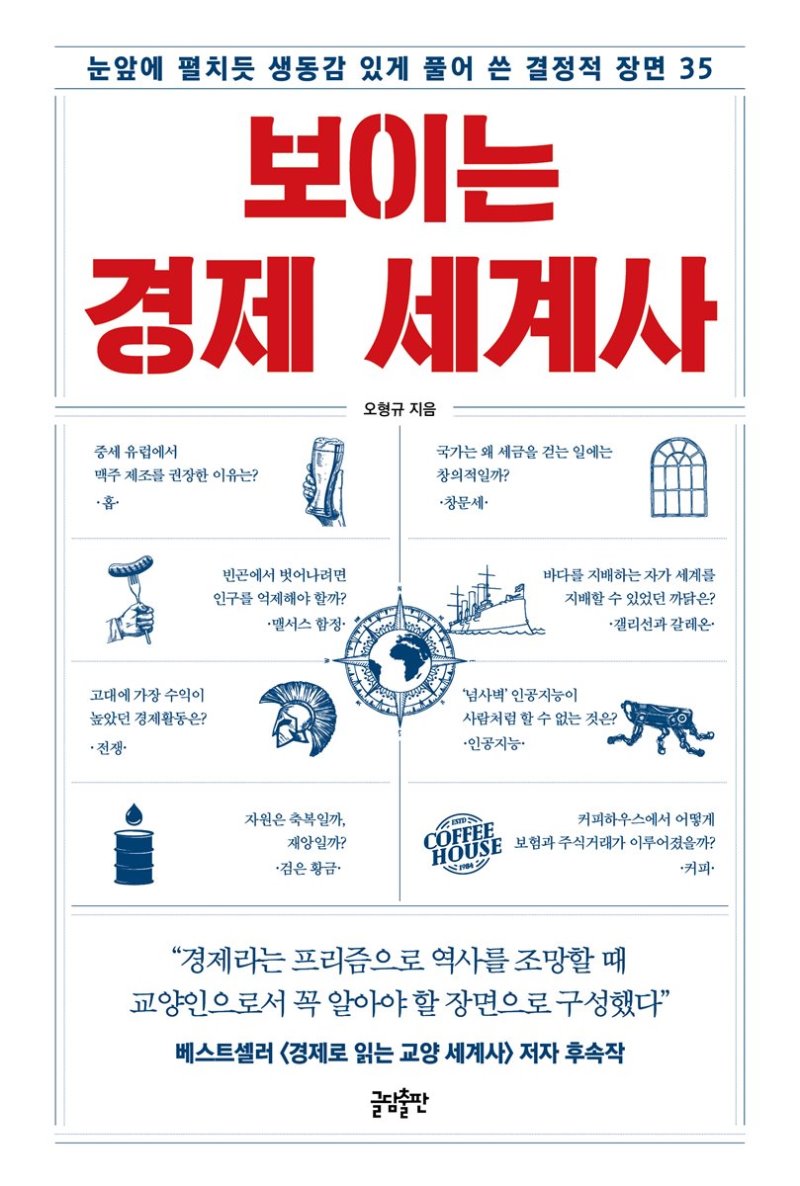 눈앞에 펼치듯 생동감 있게 풀어 쓴 결정적 장면 35
보이는
경제 세계사
오형규 지음
중세 유럽에서
맥주 제조를 권장한 이유는?
·홉·
국가는 왜 세금을 걷는 일에는
창의적일까?
·창문세·
빈곤에서 벗어나려면
인구를 억제해야 할까?
·맬서스 함정·
바다를 지배하는 자가 세계를
지배할 수 있었던 까닭은?
·갤리선과 갈레온·
고대에 가장 수익이
높았던 경제활동은?
·전쟁·
'넘사벽' 인공지능이
사람처럼 할 수 없는 것은?
·인공지능·
자원은 축복일까,
재앙일까?
·검은 황금·
ESTD
COFFEE
HOUSE
1984
커피하우스에서 어떻게
보험과 주식거래가 이루어졌을까?
·커피·
“경제라는 프리즘으로 역사를 조망할 때
교양인으로서 꼭 알아야 할 장면으로 구성했다”
베스트셀러 〈경제로 읽는 교양 세계사〉 저자 후속작
글담출판